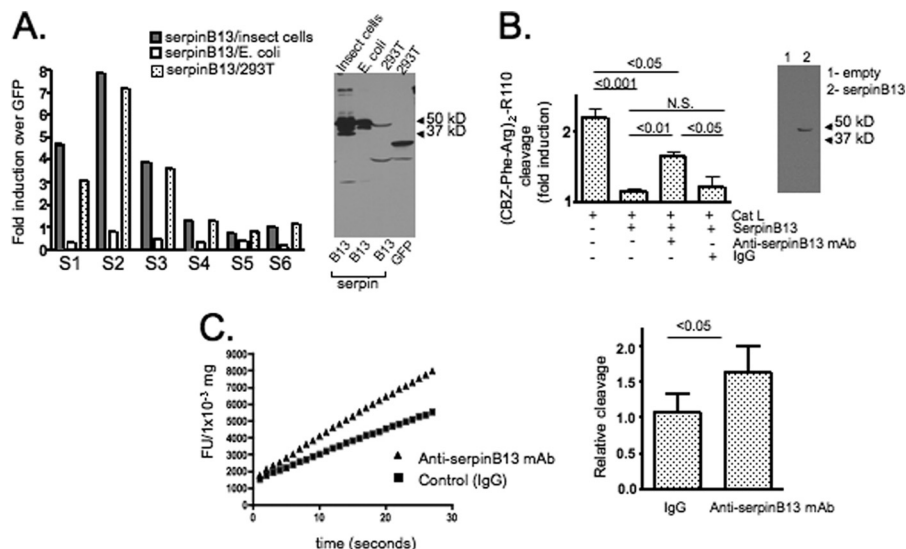 A.
serpinB13/insect cells
serpinB13/E. coli
serpinB13/293T
Fold induction over GFP
8
7
6
5
4
3
2
1
0
S1 S2 S3 S4 S5 S6
Insect cells
E. coli
293T
293T
50 kD
37 kD
B13
B13
B13
GFP
serpin
B.
(CBZ-Phe-Arg)2-R110
cleavage
(fold induction)
2
1
<0.05
<0.001
N.S.
<0.01 <0.05
+ + + + Cat L
- + + + SerpinB13
- - + - Anti-serpinB13 mAb
- - - + IgG
1 2
1- empty
2- serpinB13
50 kD
37 kD
C.
FU/1x10-3 mg
9000
8000
7000
6000
5000
4000
3000
2000
1000
0
0 10 20 30
time (seconds)
Anti-serpinB13 mAb
Control (IgG)
Relative cleavage
2.0
1.5
1.0
0.5
0.0
<0.05
IgG Anti-serpinB13 mAb